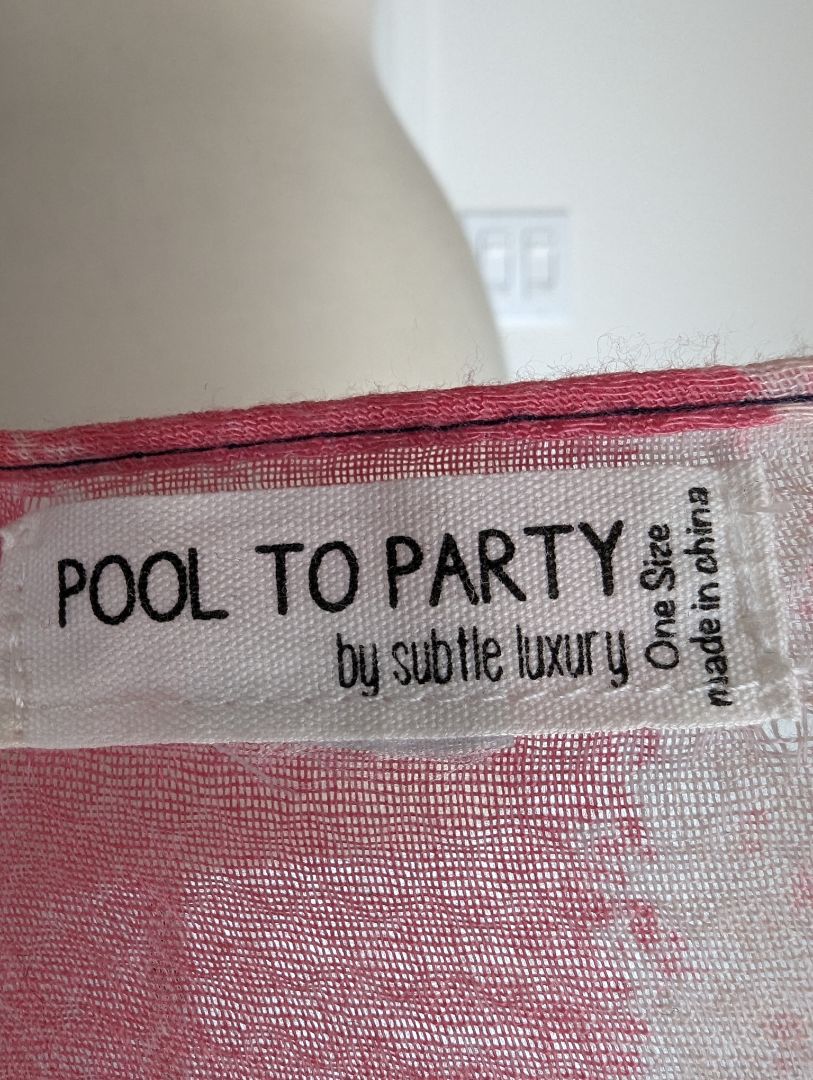 POOL TO PARTY
by subtle luxury
One Size
made in china